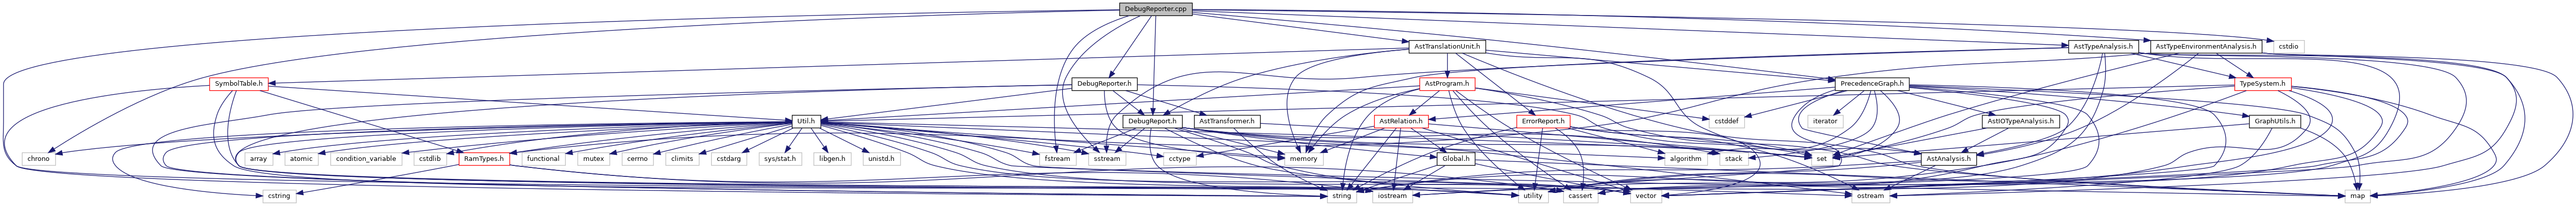 DebugReporter.cpp
AstTranslationUnit.h
AstTypeAnalysis.h
AstTypeEnvironmentAnalysis.h
cstdio
SymbolTable.h
DebugReporter.h
AstProgram.h
PrecedenceGraph.h
TypeSystem.h
Util.h
DebugReport.h
AstTransformer.h
AstRelation.h
ErrorReport.h
cstddef
iterator
AstIOTypeAnalysis.h
GraphUtils.h
chrono
array
atomic
condition_variable
cstdlib
RamTypes.h
functional
mutex
cerrno
climits
cstdarg
sys/stat.h
libgen.h
unistd.h
fstream
sstream
cctype
memory
Global.h
algorithm
stack
set
AstAnalysis.h
cstring
string
iostream
utility
cassert
vector
ostream
map